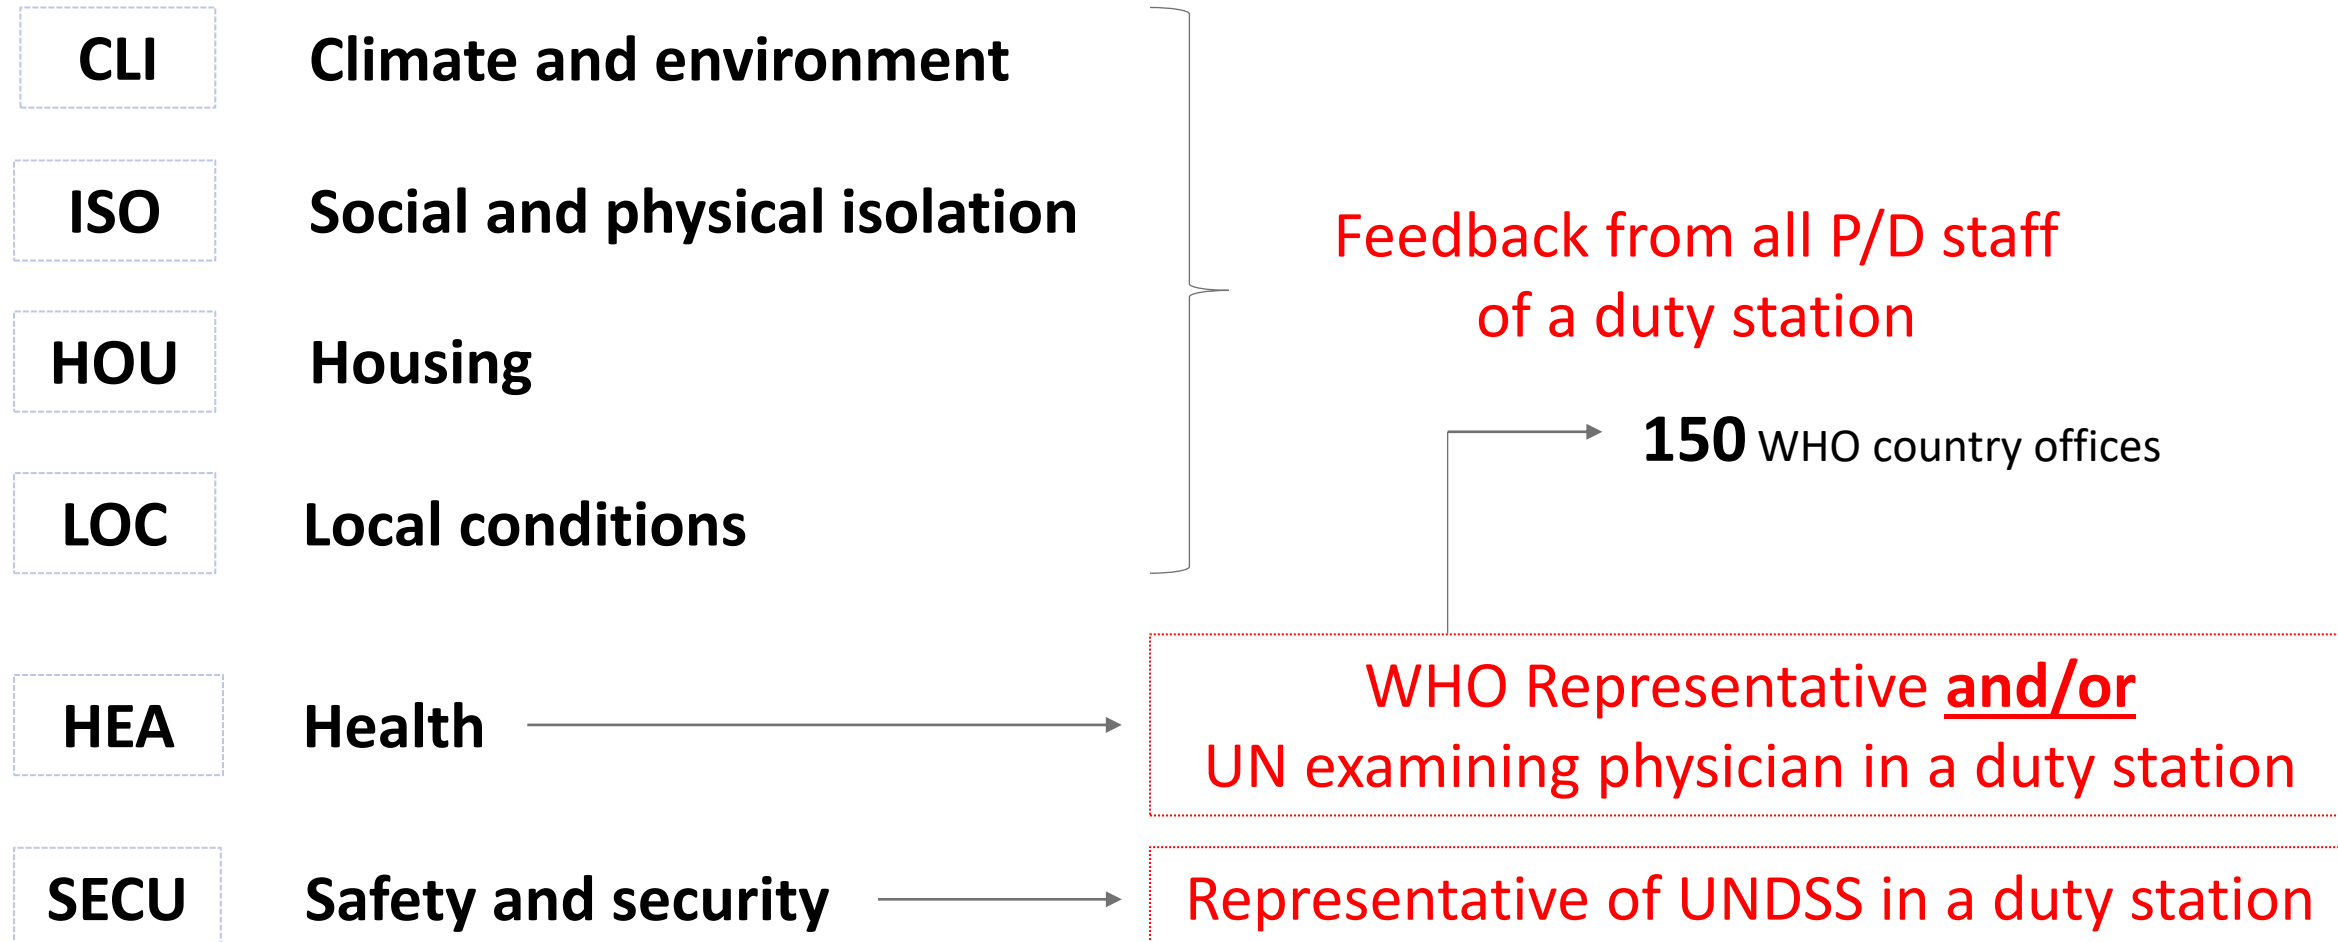 CLI Climate and environment
ISO Social and physical isolation
HOU Housing
LOC Local conditions
Feedback from all P/D staff
of a duty station
150 WHO country offices
HEA Health
WHO Representative and/or
UN examining physician in a duty station
SECU Safety and security
Representative of UNDSS in a duty station